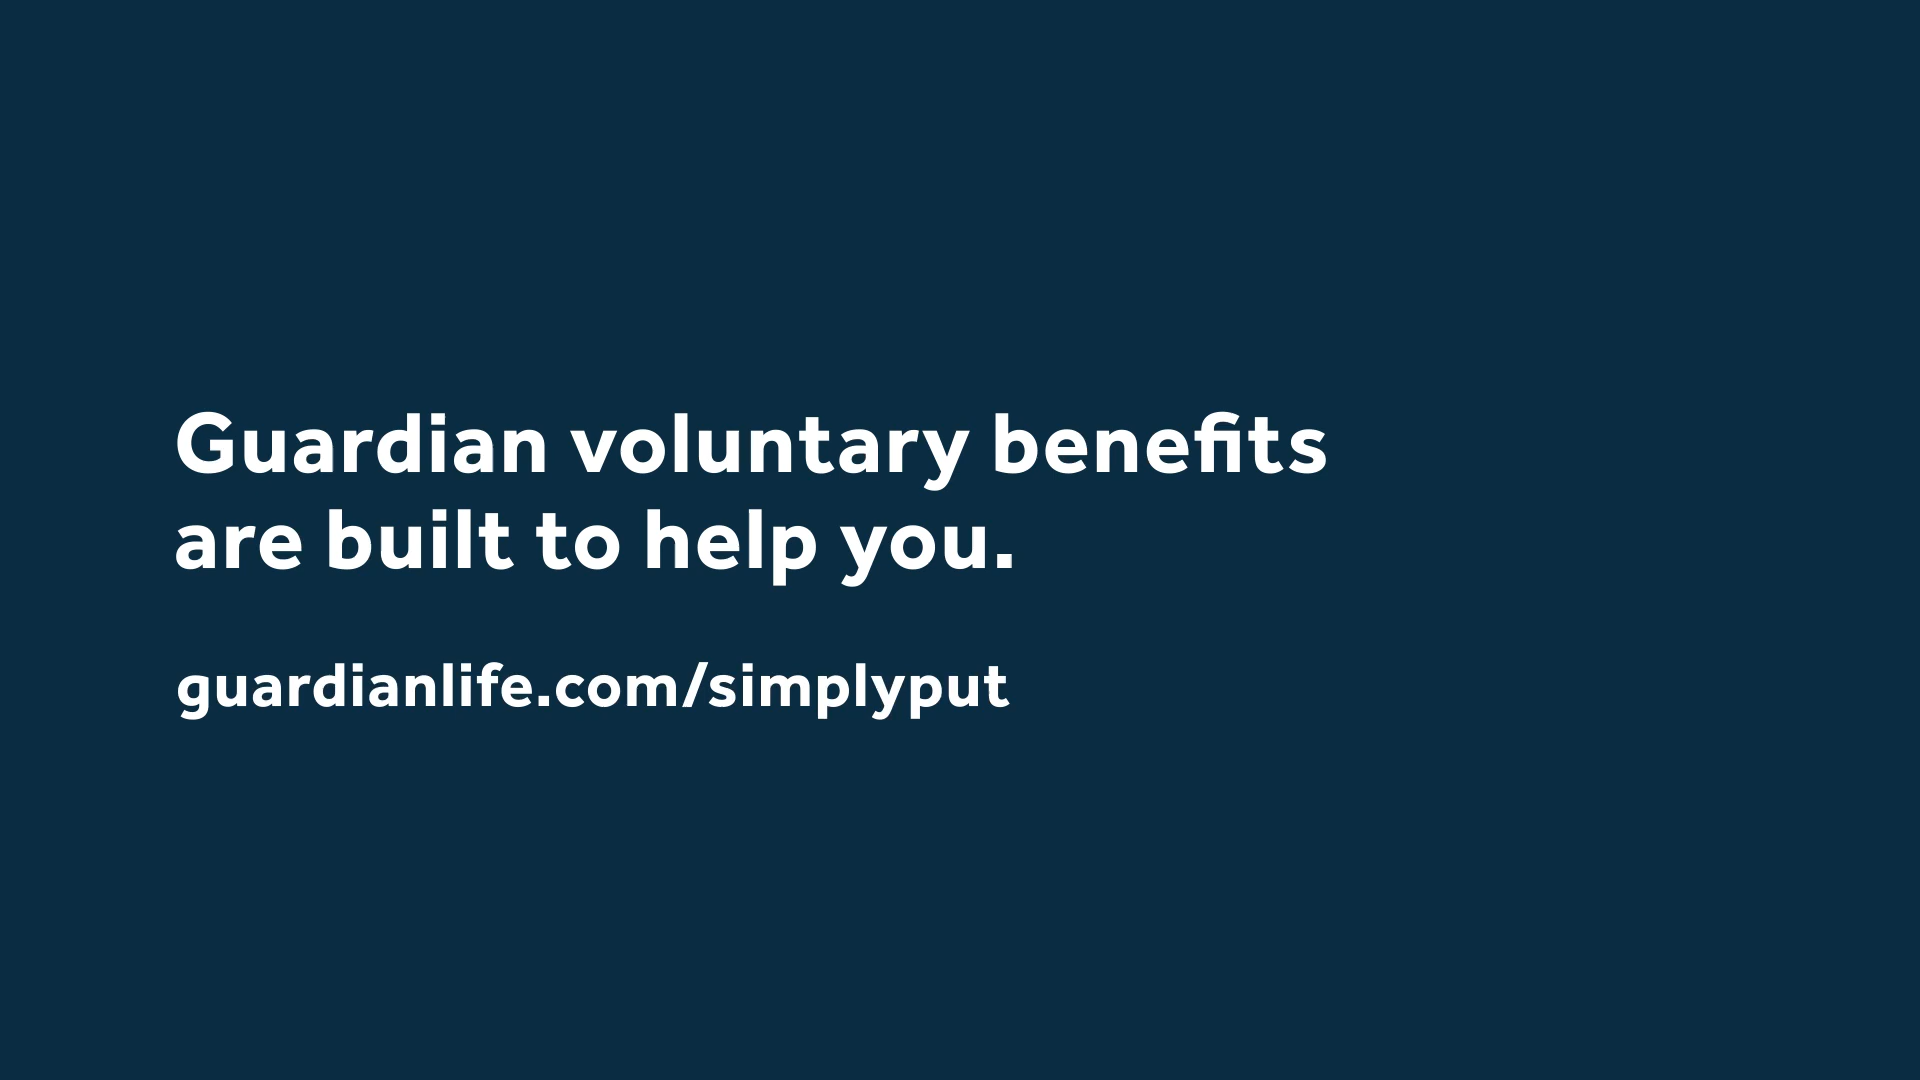 Guardian voluntary benefits
are built to help you.
guardianlife.com/simplyput